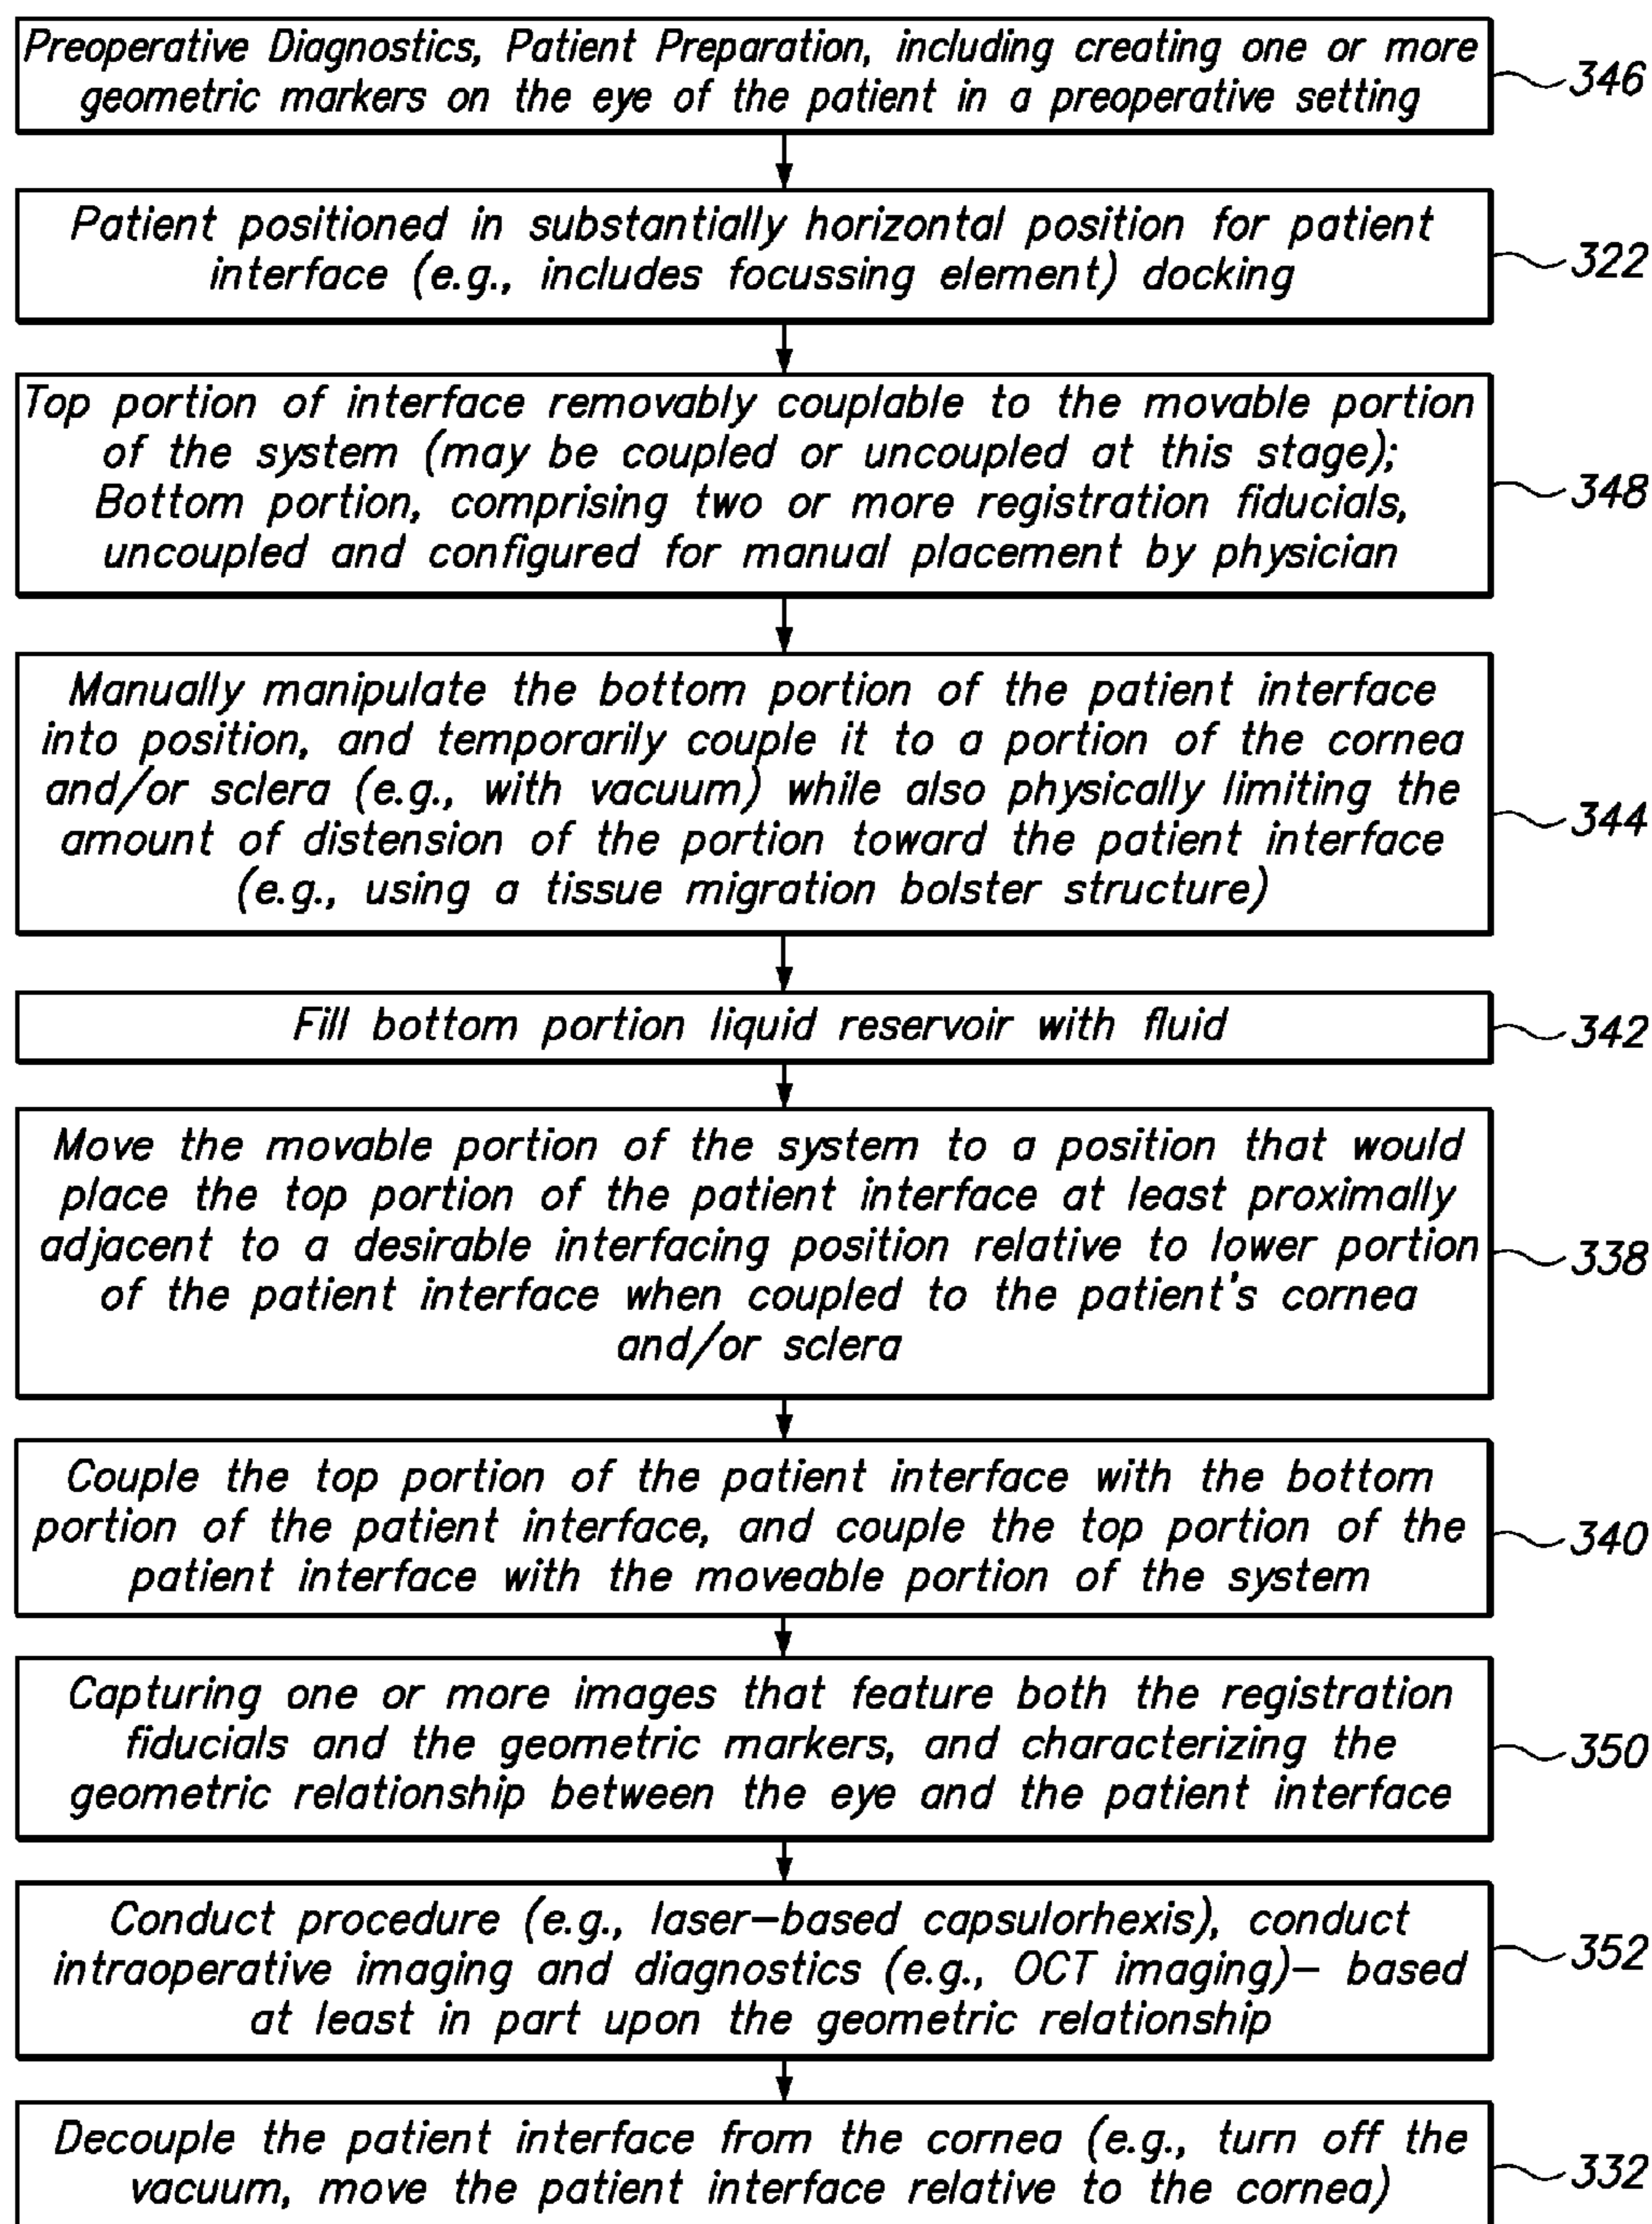 Preoperative Diagnostics, Patient Preparation, including creating one or more
geometric markers on the eye of the patient in a preoperative setting
346
Patient positioned in substantially horizontal position for patient
interface (e.g., includes focussing element) docking
322
Top portion of interface removably couplable to the movable portion
of the system (may be coupled or uncoupled at this stage);
Bottom portion, comprising two or more registration fiducials,
uncoupled and configured for manual placement by physician
348
Manually manipulate the bottom portion of the patient interface
into position, and temporarily couple it to a portion of the cornea
and/or sclera (e.g., with vacuum) while also physically limiting the
amount of distension of the portion toward the patient interface
(e.g., using a tissue migration bolster structure)
344
Fill bottom portion liquid reservoir with fluid
342
Move the movable portion of the system to a position that would
place the top portion of the patient interface at least proximally
adjacent to a desirable interfacing position relative to lower portion
of the patient interface when coupled to the patient's cornea
and/or sclera
338
Couple the top portion of the patient interface with the bottom
portion of the patient interface, and couple the top portion of the
patient interface with the moveable portion of the system
340
Capturing one or more images that feature both the registration
fiducials and the geometric markers, and characterizing the
geometric relationship between the eye and the patient interface
350
Conduct procedure (e.g., laser-based capsulorhexis), conduct
intraoperative imaging and diagnostics (e.g., OCT imaging)- based
at least in part upon the geometric relationship
352
Decouple the patient interface from the cornea (e.g., turn off the
vacuum, move the patient interface relative to the cornea)
332